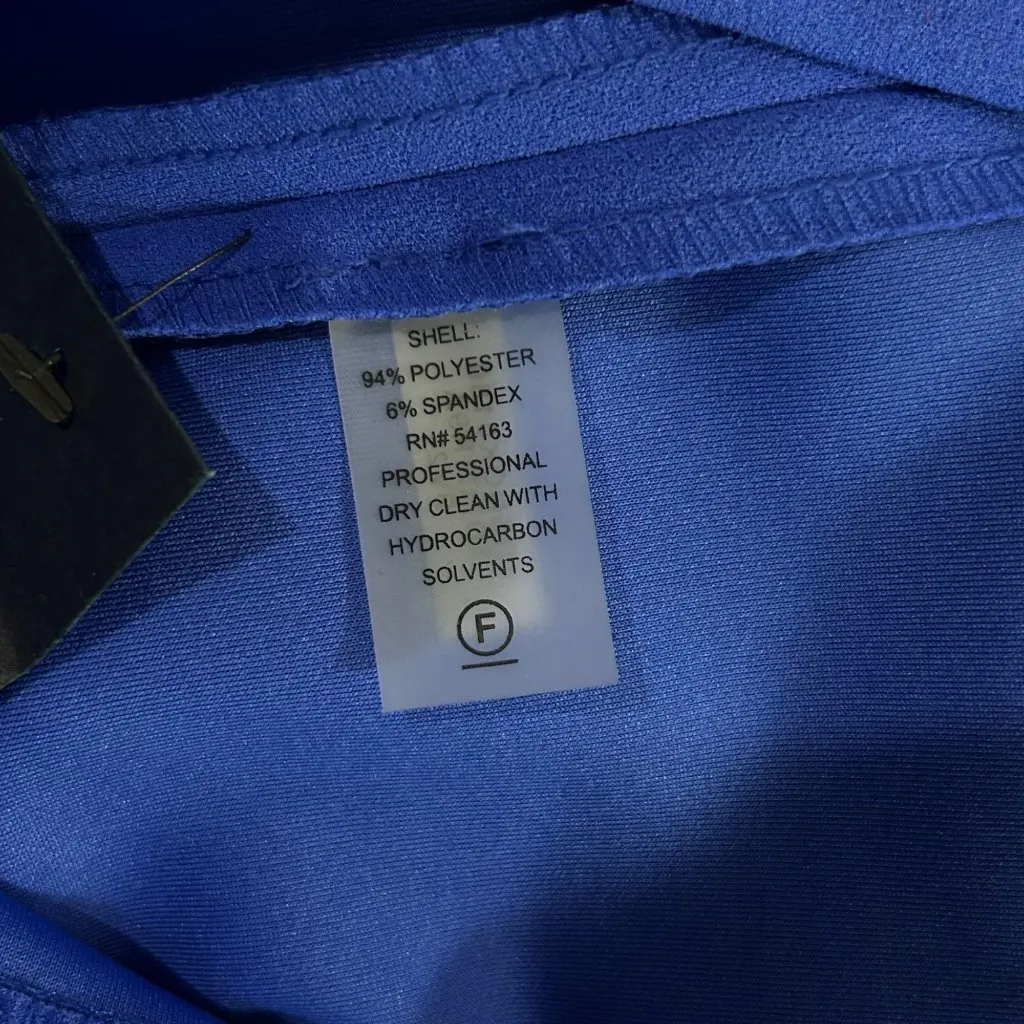 SHELL:
94% POLYESTER
6% SPANDEX
RN# 54163
PROFESSIONAL
DRY CLEAN WITH
HYDROCARBON
SOLVENTS
F